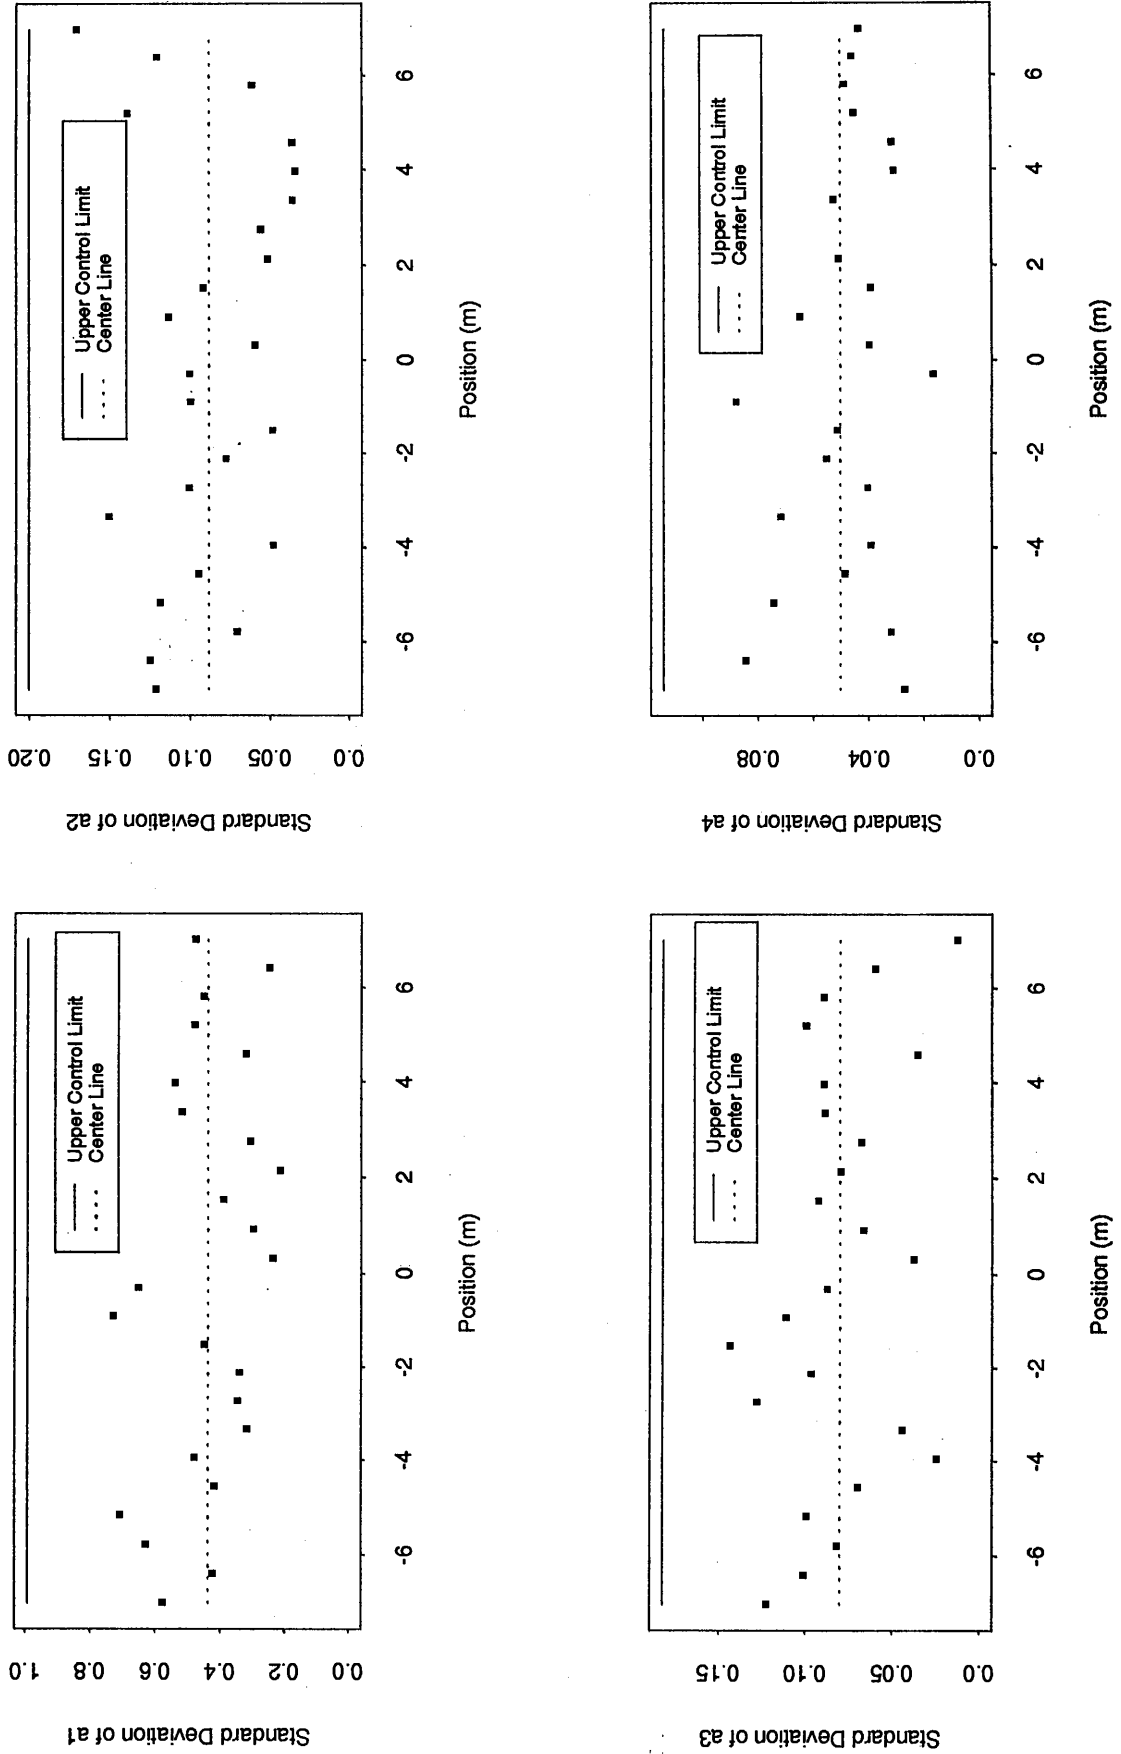 Standard Deviation of a1
0.0 0.2 0.4 0.6 0.8 1.0
Upper Control Limit
Center Line
-6 -4 -2 0 2 4 6
Position (m)
Standard Deviation of a2
0.0 0.05 0.10 0.15 0.20
Upper Control Limit
Center Line
-6 -4 -2 0 2 4 6
Position (m)
Standard Deviation of a3
0.0 0.05 0.10 0.15
Upper Control Limit
Center Line
-6 -4 -2 0 2 4 6
Position (m)
Standard Deviation of a4
0.0 0.04 0.08
Upper Control Limit
Center Line
-6 -4 -2 0 2 4 6
Position (m)